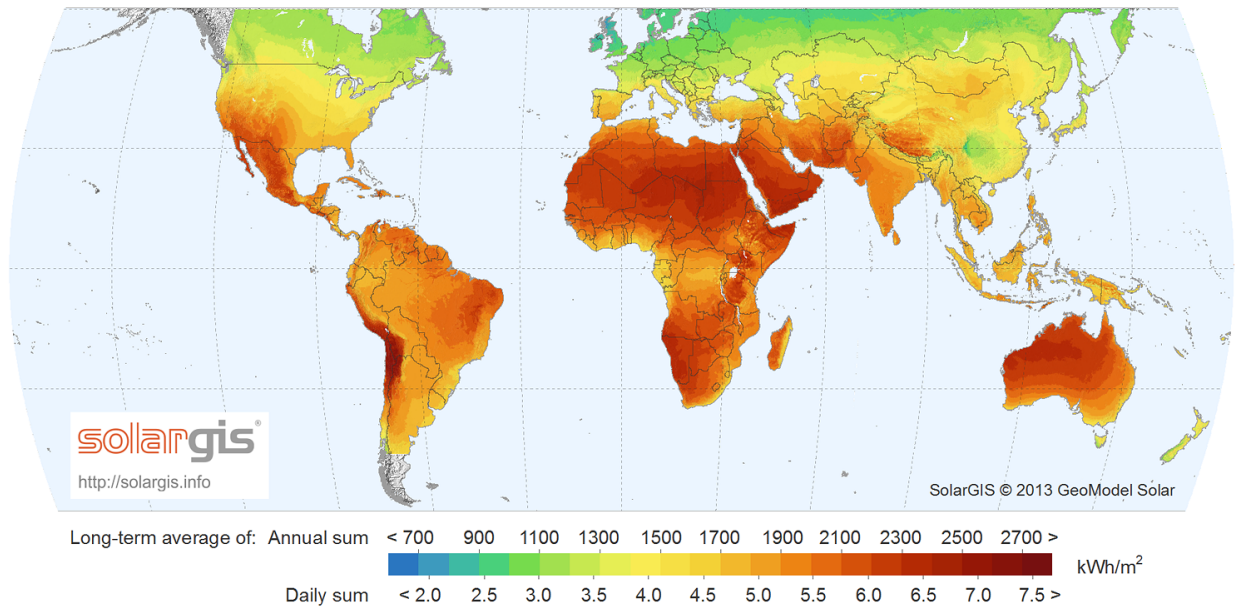 solargis®
http://solargis.info
SolarGIS © 2013 GeoModel Solar
Long-term average of: Annual sum < 700 900 1100 1300 1500 1700 1900 2100 2300 2500 2700 >
kWh/m²
Daily sum < 2.0 2.5 3.0 3.5 4.0 4.5 5.0 5.5 6.0 6.5 7.0 7.5 >